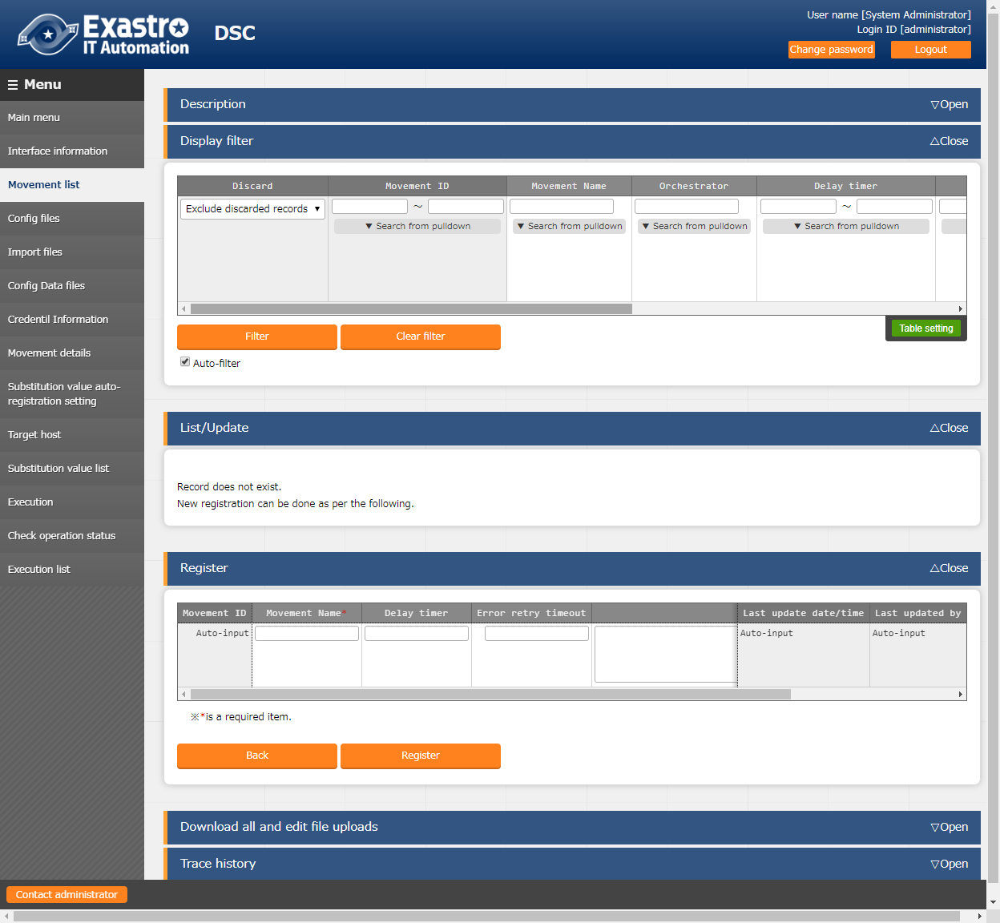 Exastro
IT Automation
DSC
User name [System Administrator]
Login ID [administrator]
Change password
Logout
Menu
Main menu
Interface information
Movement list
Config files
Import files
Config Data files
Credentil Information
Movement details
Substitution value auto-
registration setting
Target host
Substitution value list
Execution
Check operation status
Execution list
Description
▽Open
Display filter
△Close
Discard Movement ID Movement Name Orchestrator Delay timer
Exclude discarded records ▼ ～ ～
▼ Search from pulldown ▼ Search from pulldown ▼ Search from pulldown ▼ Search from pulldown
Filter
Clear filter
Table setting
Auto-filter
List/Update
△Close
Record does not exist.
New registration can be done as per the following.
Register
△Close
Movement ID Movement Name* Delay timer Error retry timeout Last update date/time Last updated by
Auto-input Auto-input Auto-input
※*is a required item.
Back
Register
Download all and edit file uploads
▽Open
Trace history
▽Open
Contact administrator